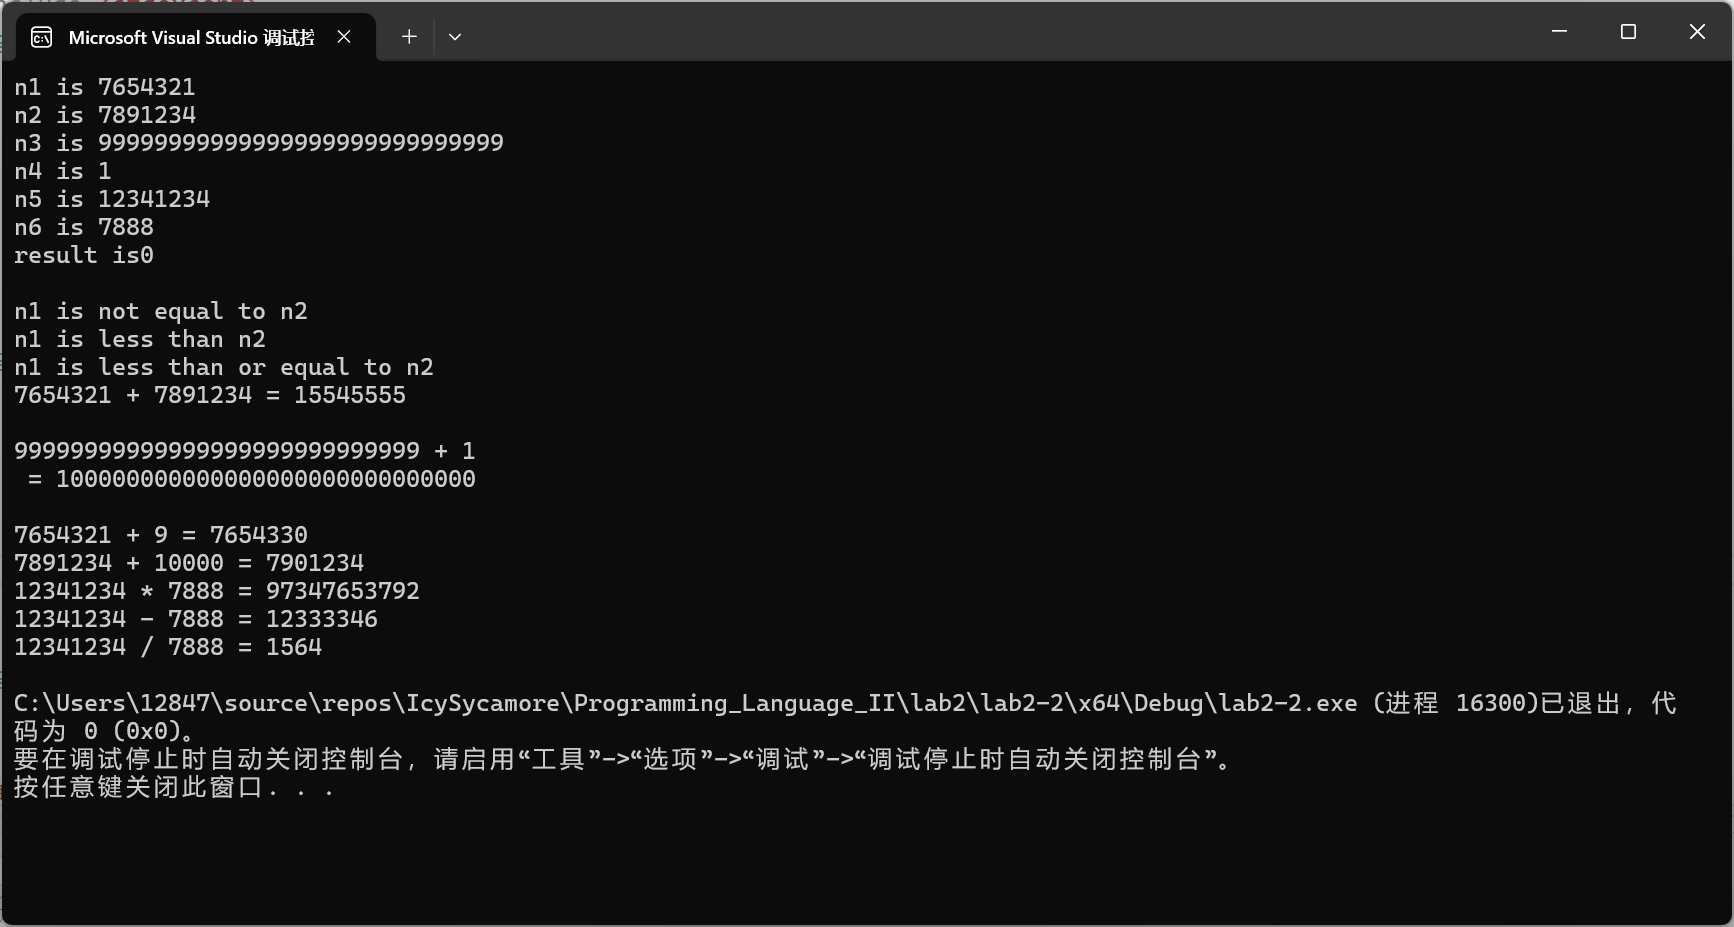 Microsoft Visual Studio 调试控
n1 is 7654321
n2 is 7891234
n3 is 99999999999999999999999999999
n4 is 1
n5 is 12341234
n6 is 7888
result is0
n1 is not equal to n2
n1 is less than n2
n1 is less than or equal to n2
7654321 + 7891234 = 15545555
99999999999999999999999999999 + 1
= 100000000000000000000000000000
7654321 + 9 = 7654330
7891234 + 10000 = 7901234
12341234 * 7888 = 97347653792
12341234 - 7888 = 12333346
12341234 / 7888 = 1564
C:\Users\12847\source\repos\IcySycamore\Programming_Language_II\lab2\lab2-2\x64\Debug\lab2-2.exe (进程 16300)已退出，代
码为 0 (0x0)。
要在调试停止时自动关闭控制台，请启用“工具”->“选项”->“调试”->“调试停止时自动关闭控制台”。
按任意键关闭此窗口. . .